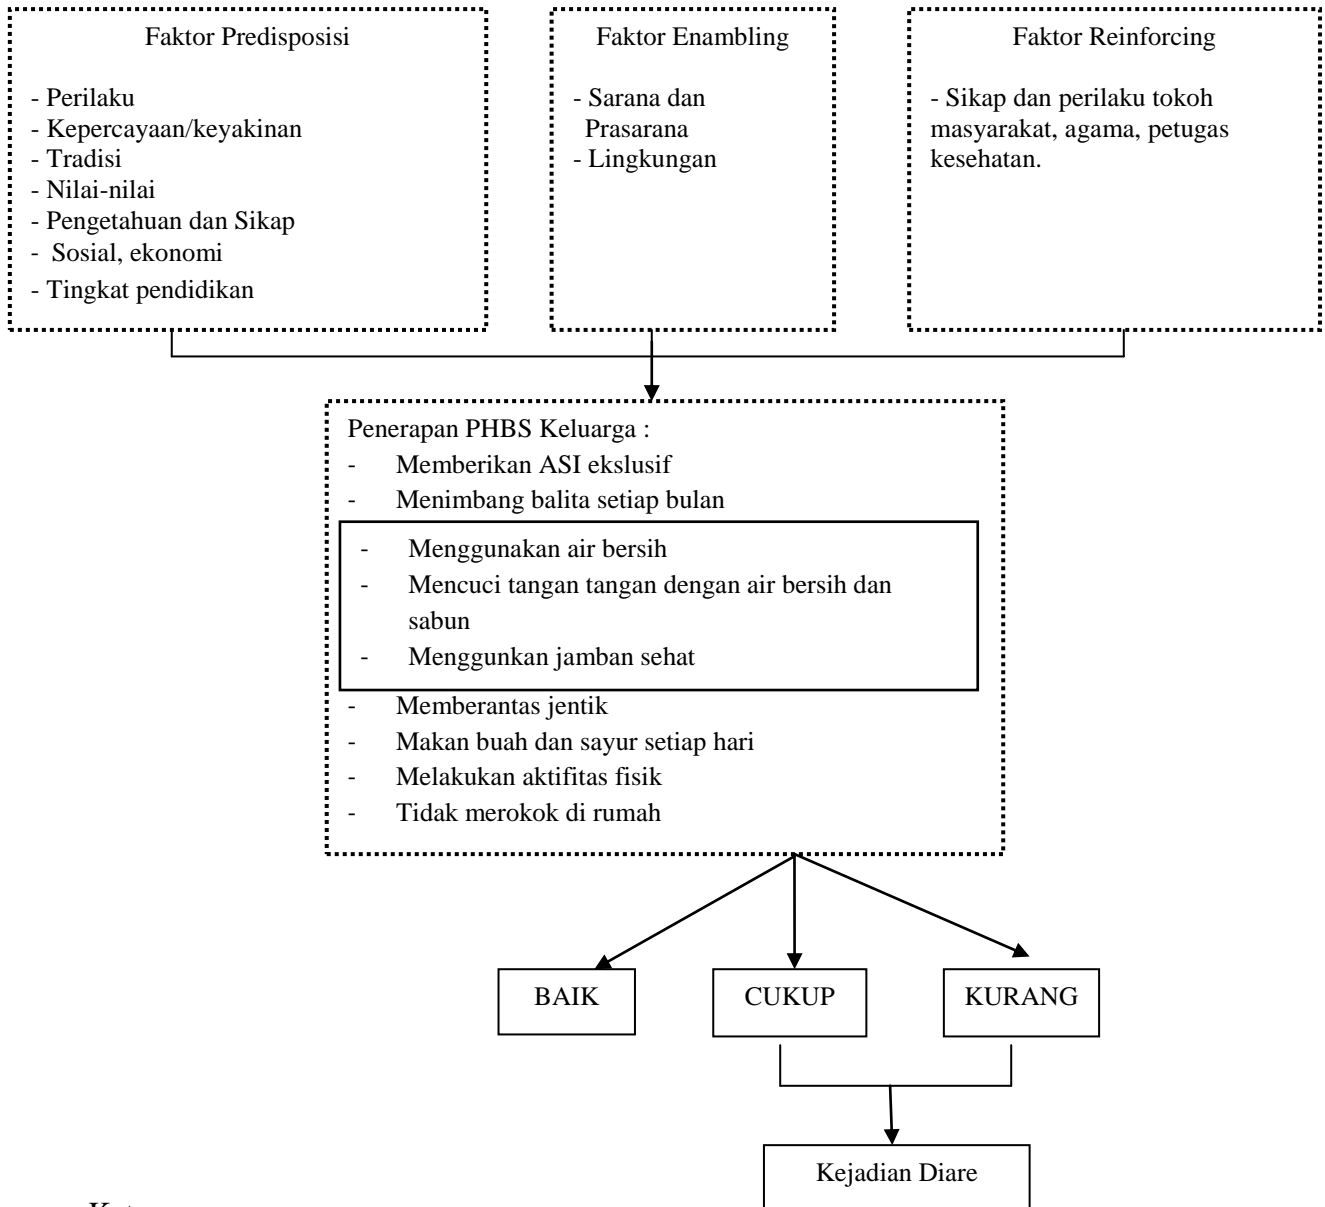 Faktor Predisposisi
- Perilaku
- Kepercayaan/keyakinan
- Tradisi
- Nilai-nilai
- Pengetahuan dan Sikap
- Sosial, ekonomi
- Tingkat pendidikan
Faktor Enambling
- Sarana dan
Prasarana
- Lingkungan
Faktor Reinforcing
- Sikap dan perilaku tokoh
masyarakat, agama, petugas
kesehatan.
Penerapan PHBS Keluarga :
- Memberikan ASI ekslusif
- Menimbang balita setiap bulan
- Menggunakan air bersih
- Mencuci tangan tangan dengan air bersih dan
sabun
- Menggunkan jamban sehat
- Memberantas jentik
- Makan buah dan sayur setiap hari
- Melakukan aktifitas fisik
- Tidak merokok di rumah
BAIK
CUKUP
KURANG
Kejadian Diare